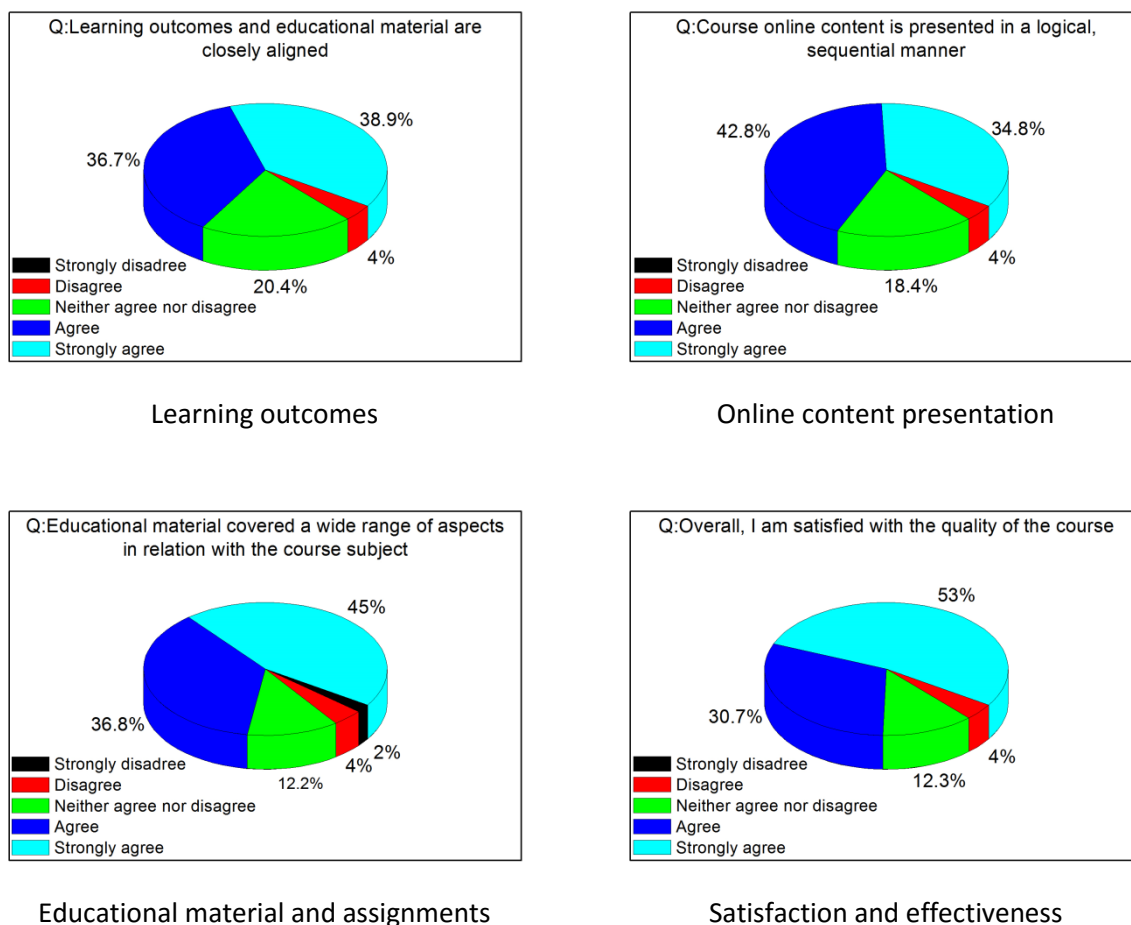 Q:Learning outcomes and educational material are
closely aligned
38.9%
36.7%
4%
20.4%
Strongly disadree
Disagree
Neither agree nor disagree
Agree
Strongly agree
Learning outcomes
Q:Course online content is presented in a logical,
sequential manner
42.8%
34.8%
4%
18.4%
Strongly disadree
Disagree
Neither agree nor disagree
Agree
Strongly agree
Online content presentation
Q:Educational material covered a wide range of aspects
in relation with the course subject
45%
36.8%
2%
4%
12.2%
Strongly disadree
Disagree
Neither agree nor disagree
Agree
Strongly agree
Educational material and assignments
Q:Overall, I am satisfied with the quality of the course
53%
30.7%
4%
12.3%
Strongly disadree
Disagree
Neither agree nor disagree
Agree
Strongly agree
Satisfaction and effectiveness